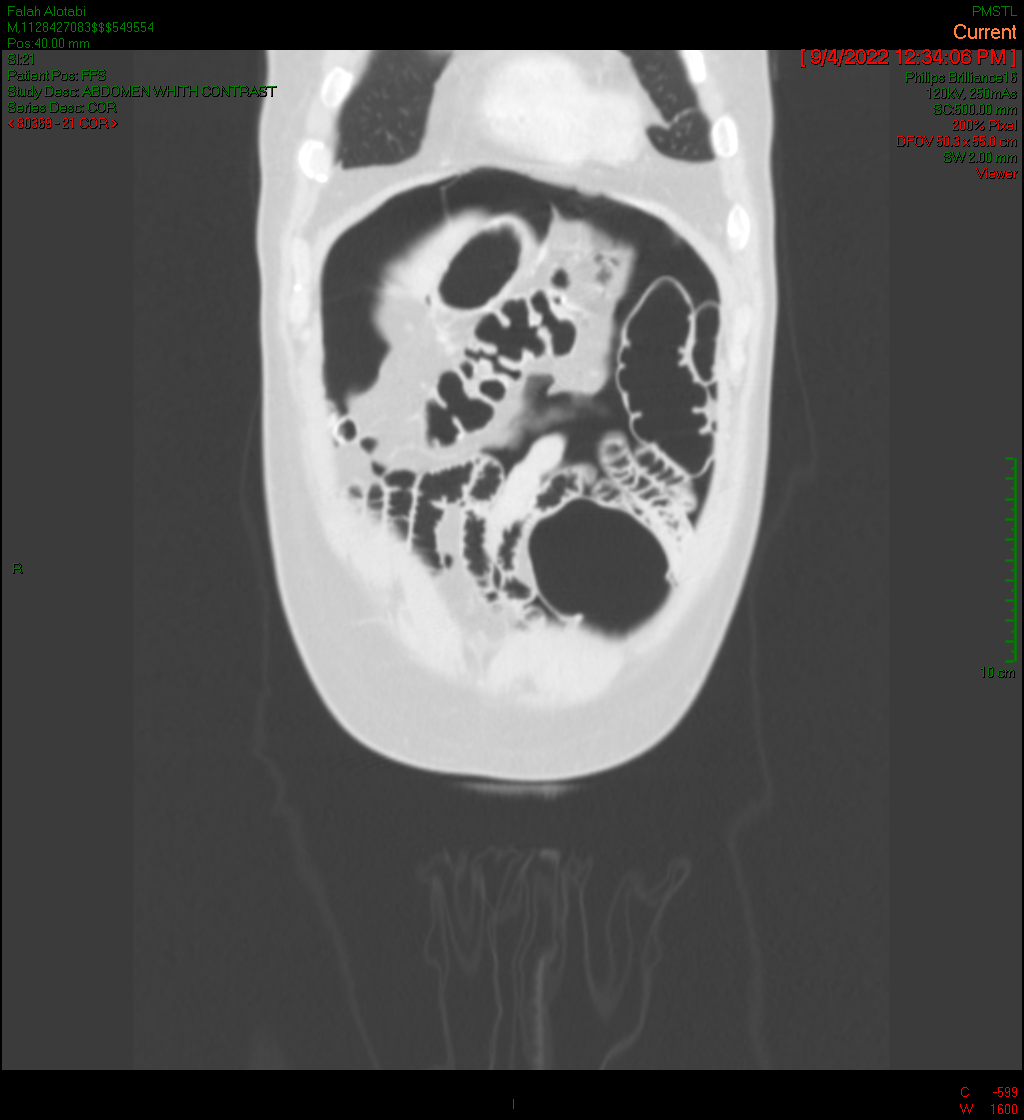 Falah Alotabi
M,1128427083$$$549554
Pos:40.00 mm
SI:21
Patient Pos: FFS
Study Desc: ABDOMEN WHITH CONTRAST
Series Desc: COR
< 80359 - 21 COR >
PMSTL
Current
[ 9/4/2022 12:34:06 PM ]
Philips Brilliance16
120kV, 250mAs
SC:500.00 mm
200% Pixel
DFOV 50.3 x 55.0 cm
SW 2.00 mm
Viewer
R
10 cm
I
C -599
W 1600